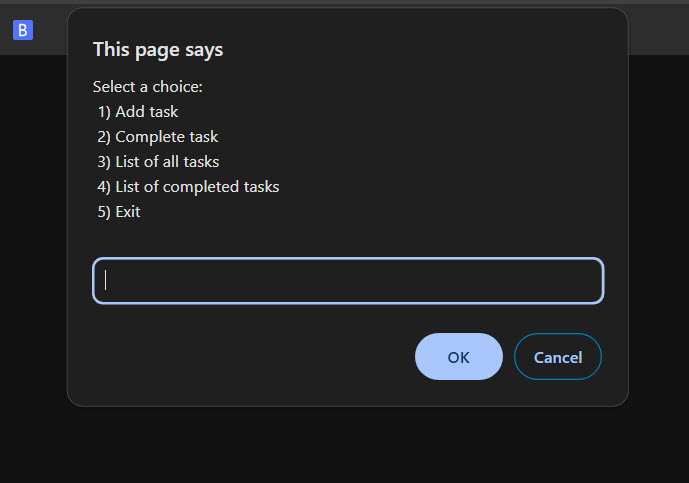 B
This page says
Select a choice:
1) Add task
2) Complete task
3) List of all tasks
4) List of completed tasks
5) Exit
OK
Cancel